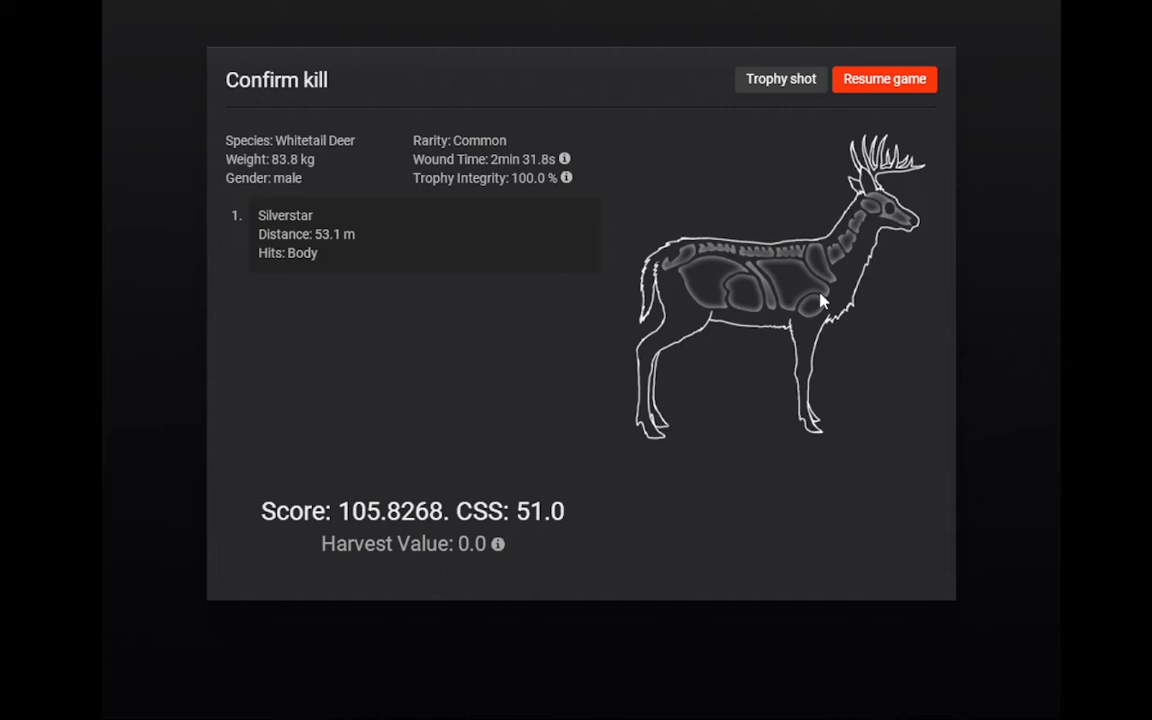 Confirm kill
Trophy shot
Resume game
Species: Whitetail Deer
Weight: 83.8 kg
Gender: male
Rarity: Common
Wound Time: 2min 31.8s
Trophy Integrity: 100.0 %
1. Silverstar
Distance: 53.1 m
Hits: Body
Score: 105.8268. CSS: 51.0
Harvest Value: 0.0